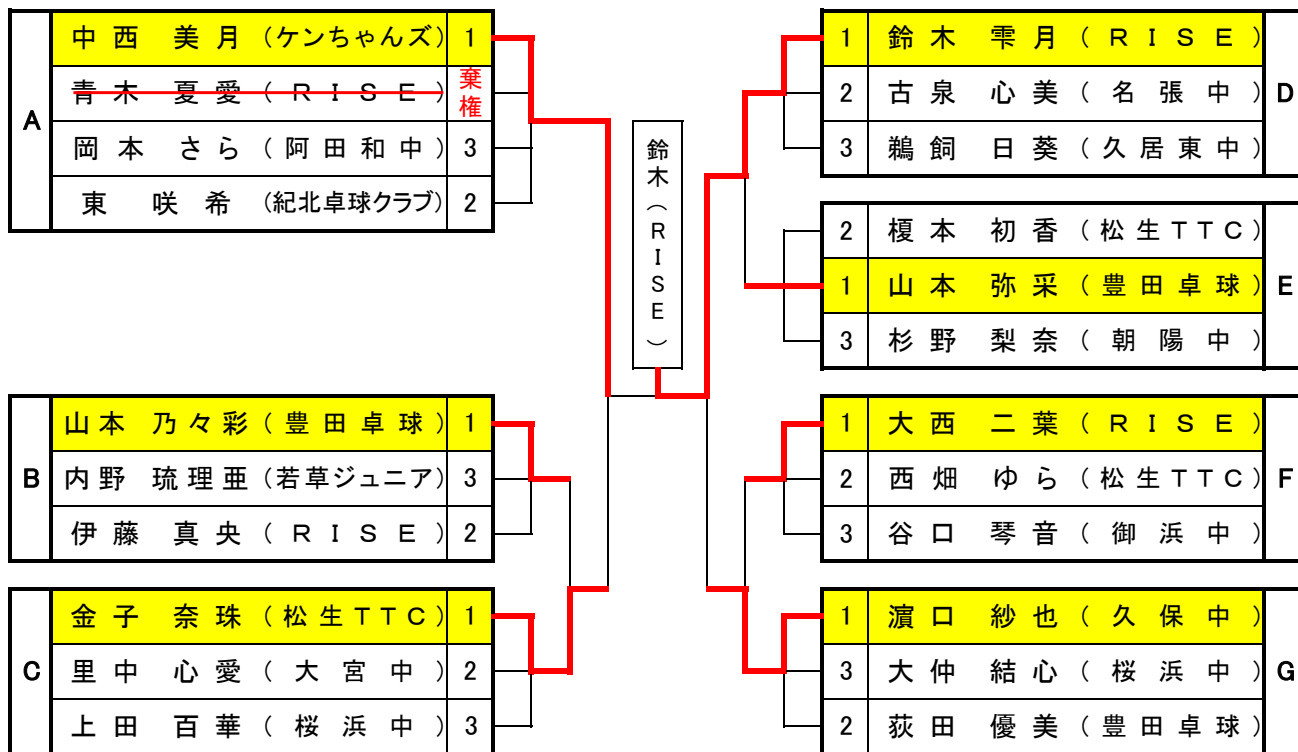 A
中西 美月 (ケンちゃんズ) 1
青木 夏愛 (RISE) 棄権
岡本 さら (阿田和中) 3
東 咲希 (紀北卓球クラブ) 2
B
山本 乃々彩 (豊田卓球) 1
内野 琉理亜 (若草ジュニア) 3
伊藤 真央 (RISE) 2
C
金子 奈珠 (松生TTC) 1
里中 心愛 (大宮中) 2
上田 百華 (桜浜中) 3
鈴木(RISE)
1 鈴木 雫月 (RISE)
2 古泉 心美 (名張中)
3 鵜飼 日葵 (久居東中)
D
2 榎本 初香 (松生TTC)
1 山本 弥采 (豊田卓球)
3 杉野 梨奈 (朝陽中)
E
1 大西 二葉 (RISE)
2 西畑 ゆら (松生TTC)
3 谷口 琴音 (御浜中)
F
1 濵口 紗也 (久保中)
3 大仲 結心 (桜浜中)
2 荻田 優美 (豊田卓球)
G